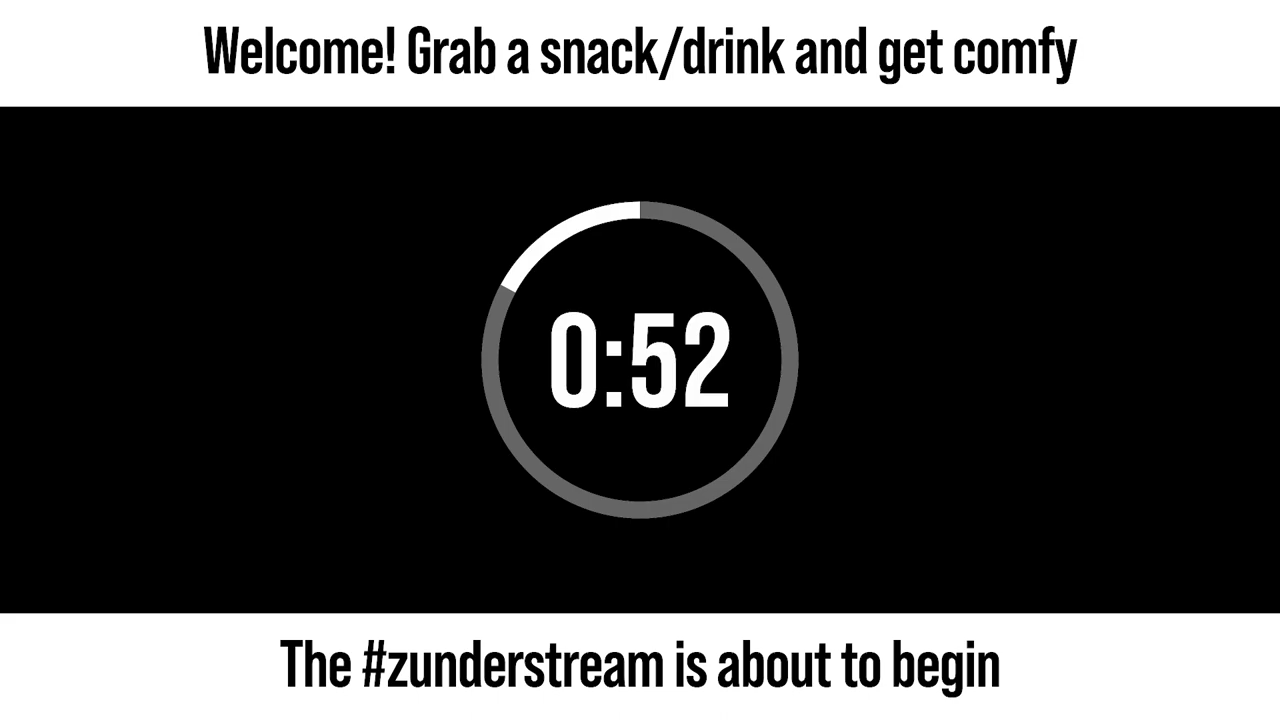 Welcome! Grab a snack/drink and get comfy
0:52
The #zunderstream is about to begin